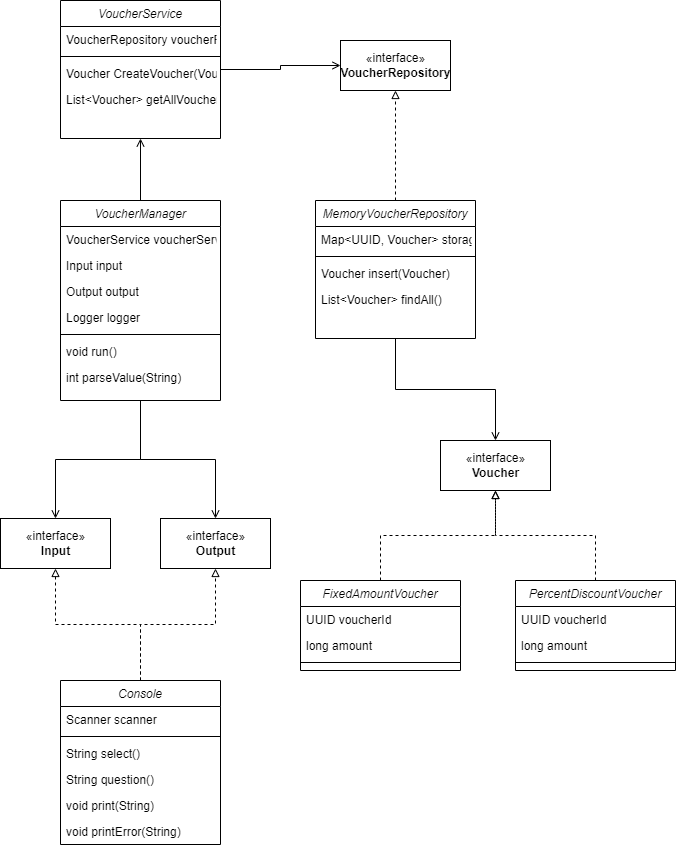 VoucherService
VoucherRepository
Voucher CreateVoucher(Vou
List<Voucher> getAllVouche
«interface»
VoucherRepository
VoucherManager
VoucherService voucherSer
Input input
Output output
Logger logger
void run()
int parseValue(String)
MemoryVoucherRepository
Map<UUID, Voucher> storag
Voucher insert(Voucher)
List<Voucher> findAll()
«interface»
Voucher
«interface»
Input
«interface»
Output
FixedAmountVoucher
UUID voucherId
long amount
PercentDiscountVoucher
UUID voucherId
long amount
Console
Scanner scanner
String select()
String question()
void print(String)
void printError(String)